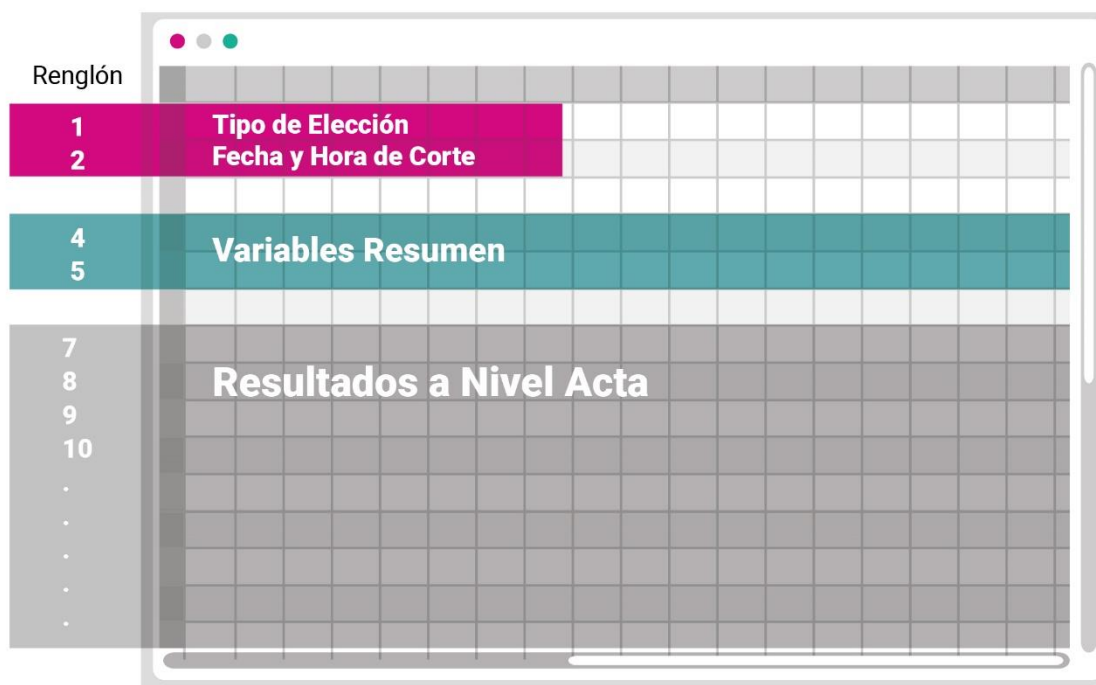 Renglón
1 Tipo de Elección
2 Fecha y Hora de Corte
4
Variables Resumen
5
7
8 Resultados a Nivel Acta
9
10
.
.
.
.
.